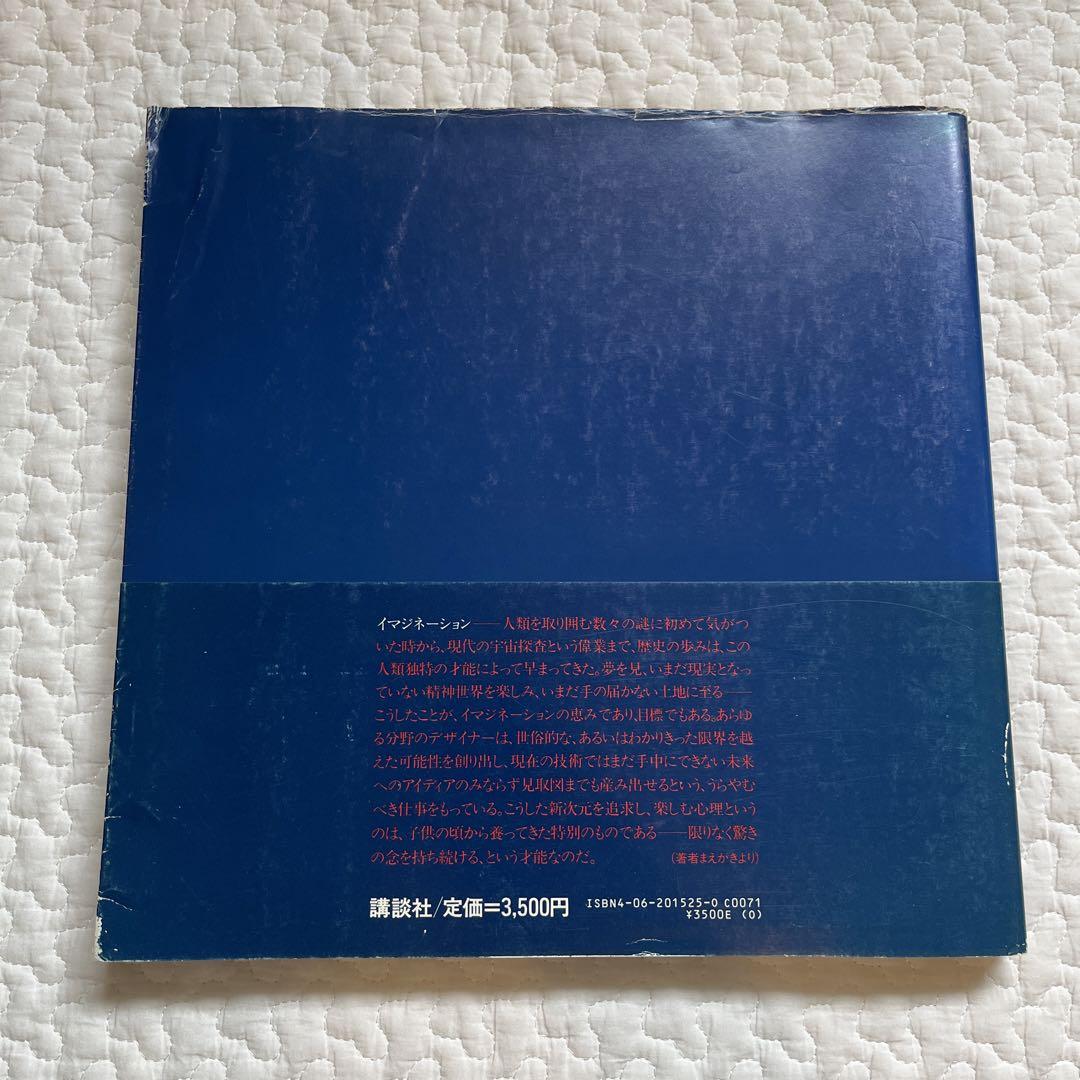 イマジネーション——人類を取り囲む数々の謎に初めて気がつ
いた時から、現代の宇宙探査という偉業まで、歴史の歩みは、この
人類独特の才能によって早まってきた。夢を見、いまだ現実となっ
ていない精神世界を楽しみ、いまだ手の届かない土地に至る——
こうしたことが、イマジネーションの恵みであり、目標でもある。あらゆ
る分野のデザイナーは、世俗的な、あるいはわかりきった限界を越
えた可能性を創り出し、現在の技術ではまだ手中にできない未来
へのアイディアのみならず見取図までも産み出せるという、うらやむ
べき仕事をもっている。こうした新次元を追求し、楽しむ心理という
のは、子供の頃から養ってきた特別のものである——限りなく驚き
の念を持ち続ける、という才能なのだ。 (著者まえがきより)
講談社/定価=3,500円 ISBN4-06-201525-0 C0071
¥3500E (0)